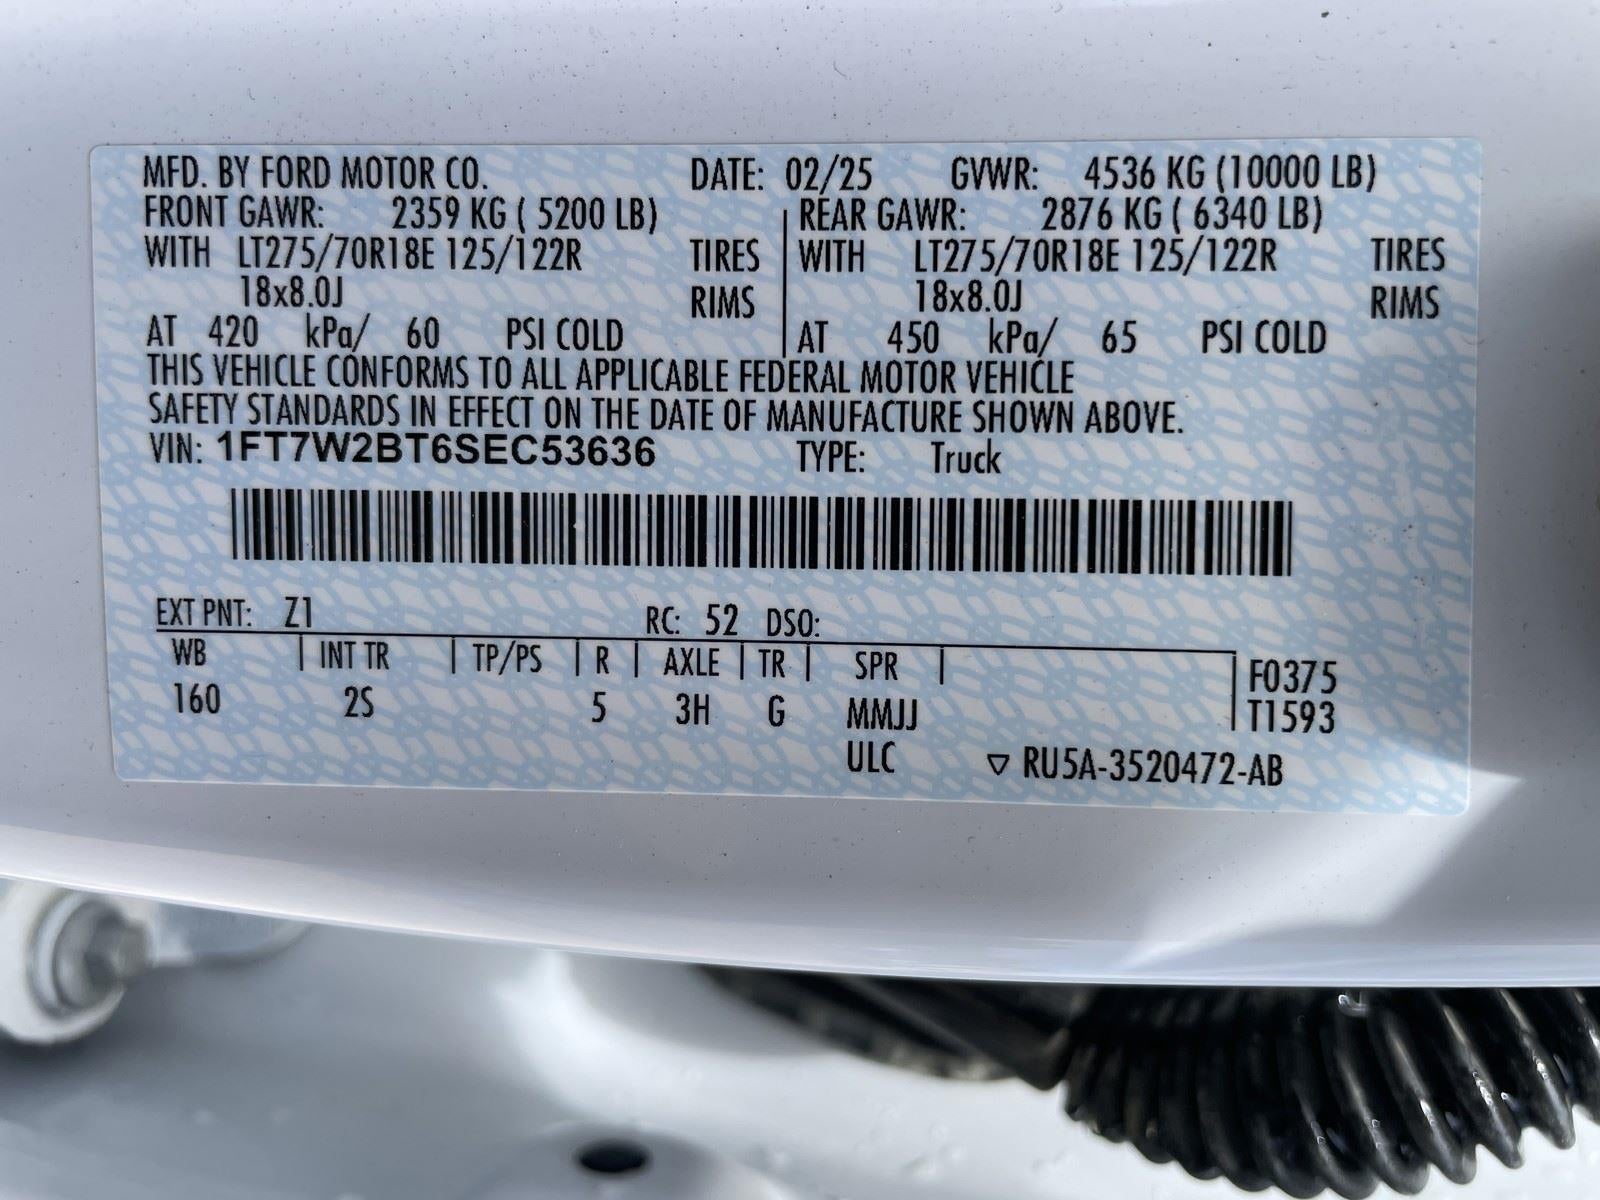 MFD. BY FORD MOTOR CO. DATE: 02/25 GVWR: 4536 KG (10000 LB)
FRONT GAWR: 2359 KG ( 5200 LB) REAR GAWR: 2876 KG ( 6340 LB)
WITH LT275/70R18E 125/122R TIRES WITH LT275/70R18E 125/122R TIRES
18x8.0J RIMS 18x8.0J RIMS
AT 420 kPa/ 60 PSI COLD AT 450 kPa/ 65 PSI COLD
THIS VEHICLE CONFORMS TO ALL APPLICABLE FEDERAL MOTOR VEHICLE
SAFETY STANDARDS IN EFFECT ON THE DATE OF MANUFACTURE SHOWN ABOVE.
VIN: 1FT7W2BT6SEC53636 TYPE: Truck
EXT PNT: Z1 RC: 52 DSO:
WB INT TR TP/PS R AXLE TR SPR F0375
160 2S 5 3H G MMJJ T1593
ULC ▽ RU5A-3520472-AB